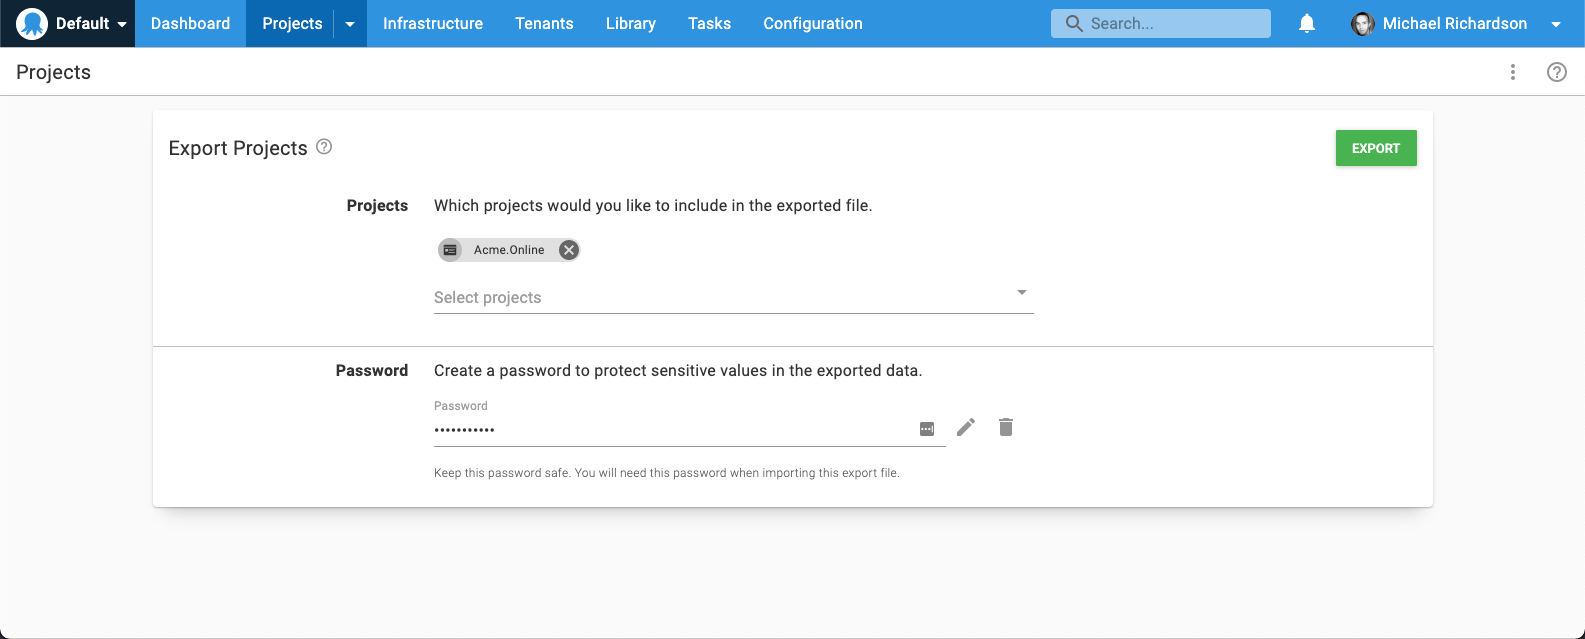 Default Dashboard Projects Infrastructure Tenants Library Tasks Configuration Search... Michael Richardson
Projects
Export Projects
EXPORT
Projects Which projects would you like to include in the exported file.
Acme.Online
Select projects
Password Create a password to protect sensitive values in the exported data.
Password
•••••••••••
Keep this password safe. You will need this password when importing this export file.